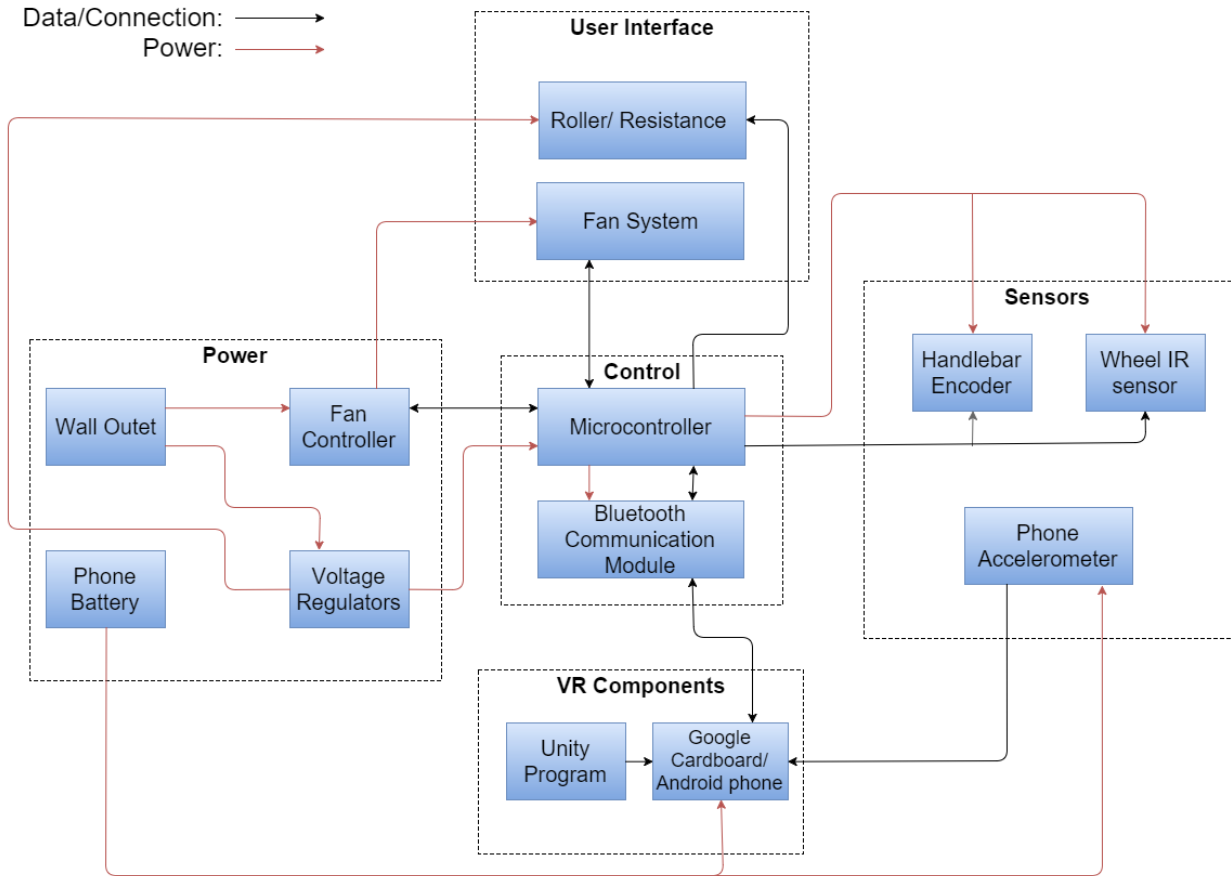 Data/Connection:
Power:
User Interface
Roller/ Resistance
Fan System
Power
Wall Outet
Fan
Controller
Phone
Battery
Voltage
Regulators
Control
Microcontroller
Bluetooth
Communication
Module
Sensors
Handlebar
Encoder
Wheel IR
sensor
Phone
Accelerometer
VR Components
Unity
Program
Google
Cardboard/
Android phone